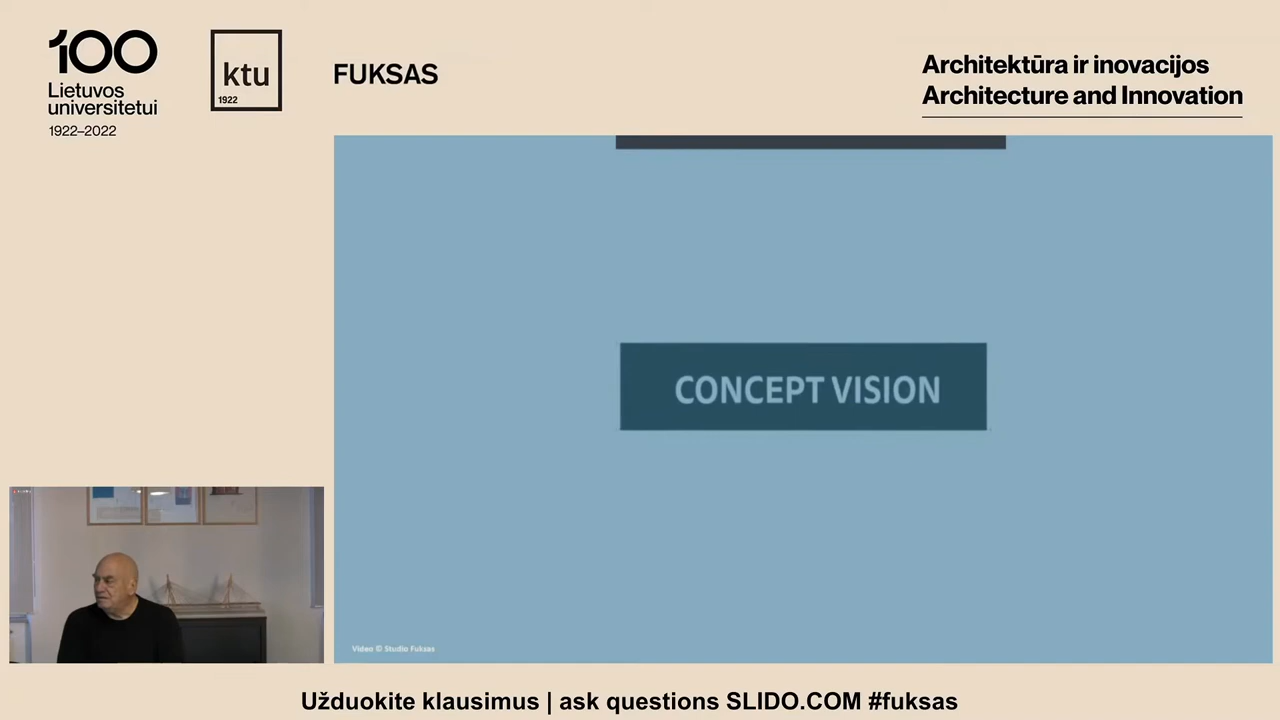 100
Lietuvos
universitetui
1922–2022
ktu
1922
FUKSAS
Architektūra ir inovacijos
Architecture and Innovation
CONCEPT VISION
Video © Studio Fuksas
Užduokite klausimus | ask questions SLIDO.COM #fuksas